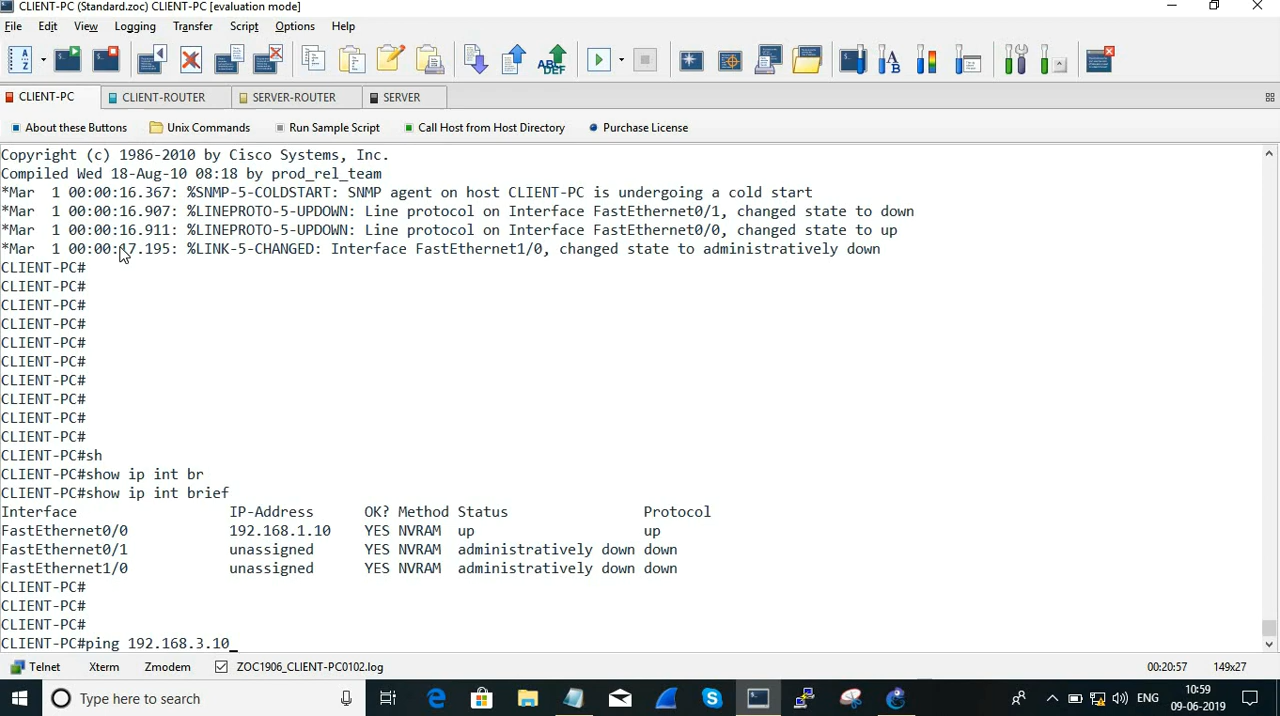 CLIENT-PC (Standard.zoc) CLIENT-PC [evaluation mode]
File Edit View Logging Transfer Script Options Help
CLIENT-PC CLIENT-ROUTER SERVER-ROUTER SERVER
About these Buttons Unix Commands Run Sample Script Call Host from Host Directory Purchase License
Copyright (c) 1986-2010 by Cisco Systems, Inc.
Compiled Wed 18-Aug-10 08:18 by prod_rel_team
*Mar  1 00:00:16.367: %SNMP-5-COLDSTART: SNMP agent on host CLIENT-PC is undergoing a cold start
*Mar  1 00:00:16.907: %LINEPROTO-5-UPDOWN: Line protocol on Interface FastEthernet0/1, changed state to down
*Mar  1 00:00:16.911: %LINEPROTO-5-UPDOWN: Line protocol on Interface FastEthernet0/0, changed state to up
*Mar  1 00:00:17.195: %LINK-5-CHANGED: Interface FastEthernet1/0, changed state to administratively down
CLIENT-PC#
CLIENT-PC#
CLIENT-PC#
CLIENT-PC#
CLIENT-PC#
CLIENT-PC#
CLIENT-PC#
CLIENT-PC#
CLIENT-PC#
CLIENT-PC#
CLIENT-PC#sh
CLIENT-PC#show ip int br
CLIENT-PC#show ip int brief
Interface IP-Address OK? Method Status Protocol
FastEthernet0/0 192.168.1.10 YES NVRAM up up
FastEthernet0/1 unassigned YES NVRAM administratively down down
FastEthernet1/0 unassigned YES NVRAM administratively down down
CLIENT-PC#
CLIENT-PC#
CLIENT-PC#
CLIENT-PC#ping 192.168.3.10_
Telnet Xterm Zmodem ZOC1906_CLIENT-PC0102.log 00:20:57 149x27
Type here to search ENG 10:59
09-06-2019